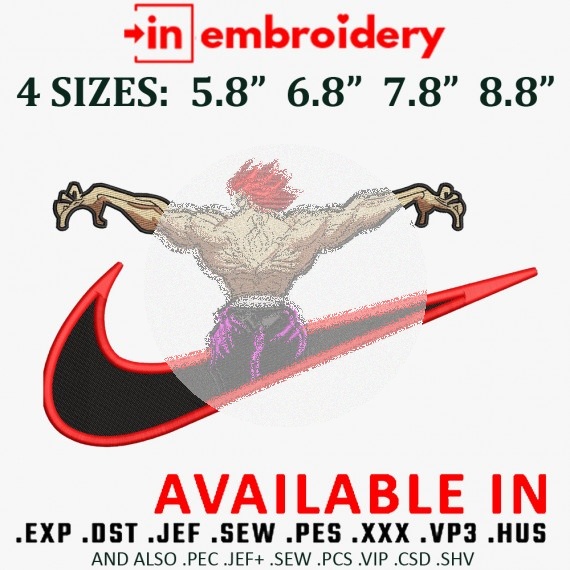 in embroidery
4 SIZES: 5.8” 6.8” 7.8” 8.8”
AVAILABLE IN
.EXP .DST .JEF .SEW .PES .XXX .VP3 .HUS
AND ALSO .PEC .JEF+ .SEW .PCS .VIP .CSD .SHV